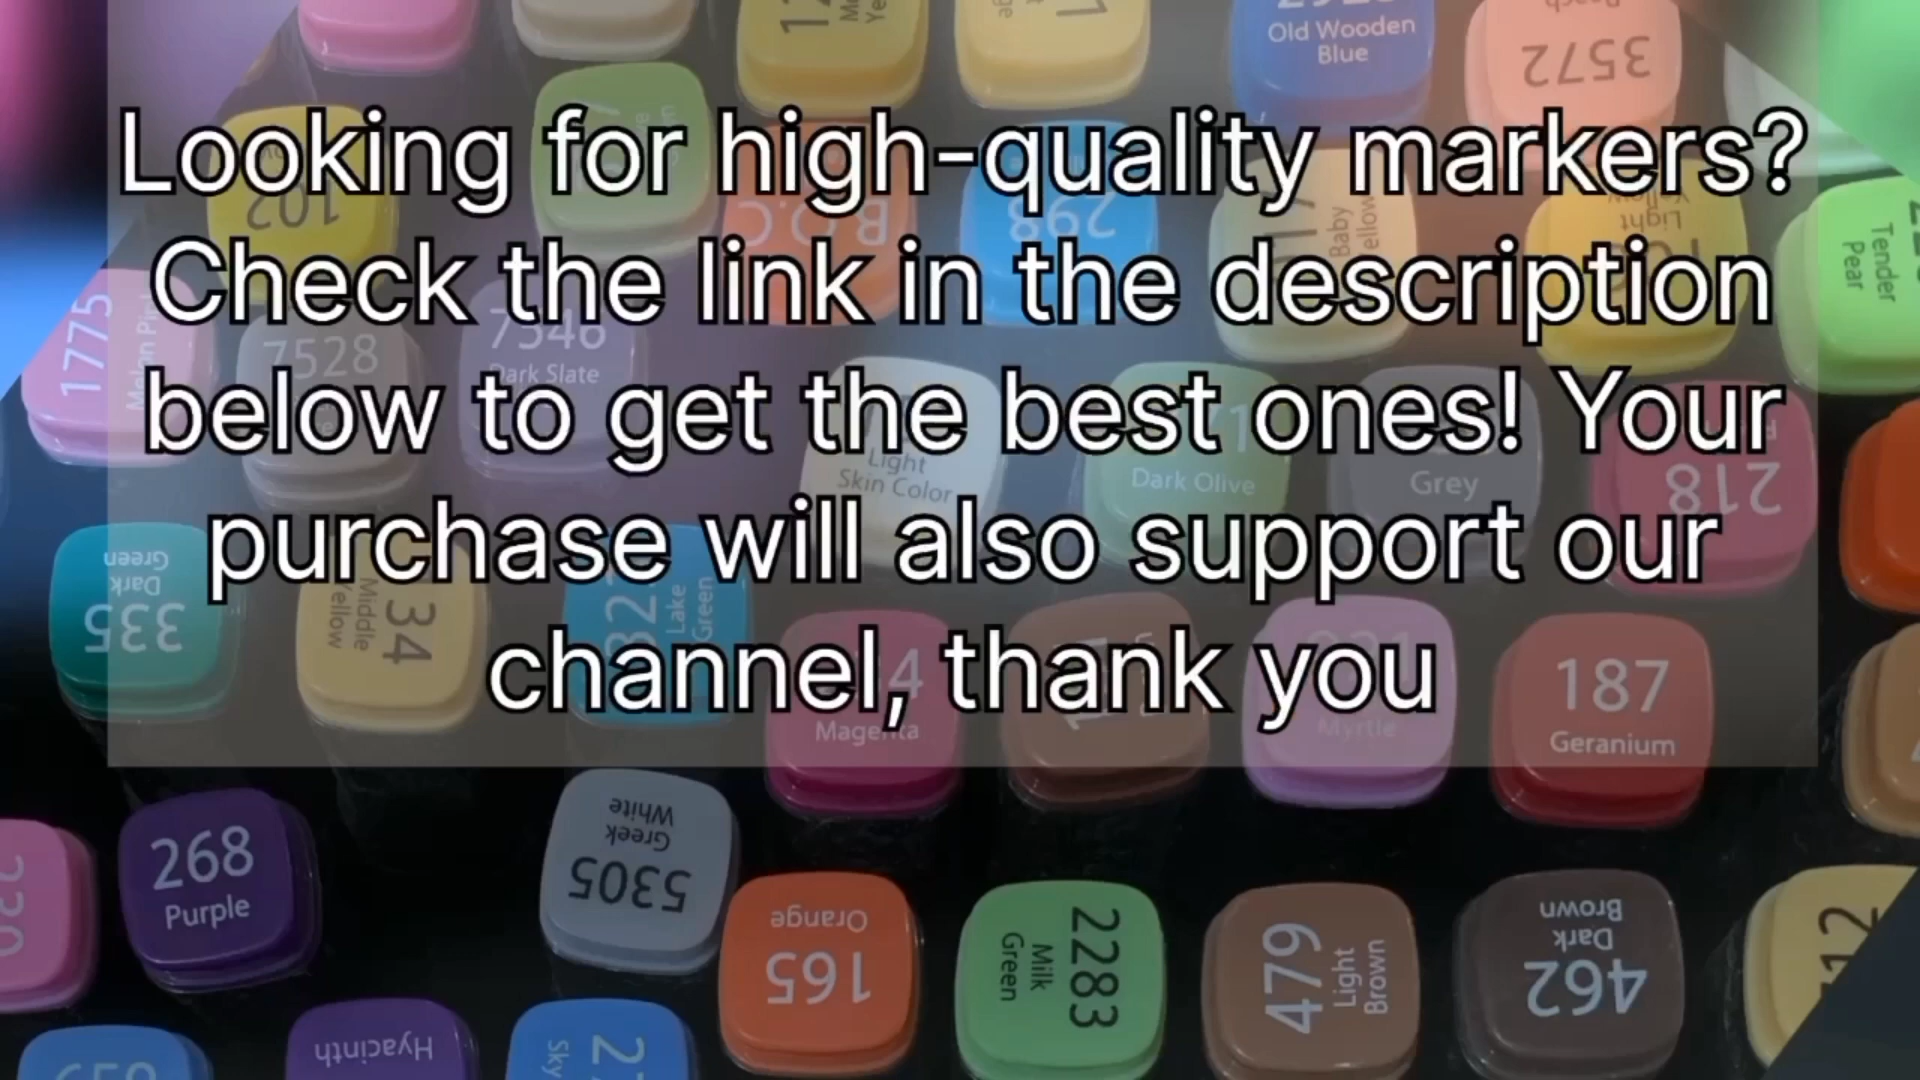 Looking for high-quality markers?
Check the link in the description
below to get the best ones! Your
purchase will also support our
channel, thank you
Old Wooden
Blue
3572
102
B.O.C
298
Baby
Light
Yellow
Tender
Pear
1775
7528
7546
Dark Slate
Light
Skin Color
Dark Olive
Grey
218
335
Dark
Green
34
Middle
Yellow
Lake
Green
Magenta
Myrtle
187
Geranium
268
Purple
5305
Greek
White
165
Orange
2283
Milk
Green
479
Light
Brown
462
Dark
Brown
12
Hyacinth
Sky